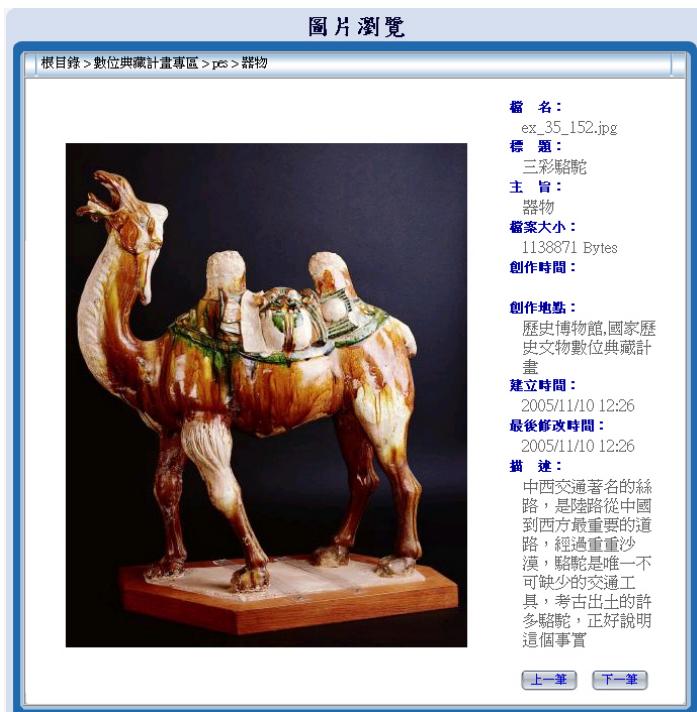 圖片瀏覽
根目錄 > 數位典藏計畫專區 > pes > 器物
檔 名：
ex_35_152.jpg
標 題：
三彩駱駝
主 旨：
器物
檔案大小：
1138871 Bytes
創作時間：
創作地點：
歷史博物館,國家歷
史文物數位典藏計
畫
建立時間：
2005/11/10 12:26
最後修改時間：
2005/11/10 12:26
描 述：
中西交通著名的絲
路，是陸路從中國
到西方最重要的道
路，經過重重沙
漠，駱駝是唯一不
可缺少的交通工
具，考古出土的許
多駱駝，正好說明
這個事實
上一筆 下一筆